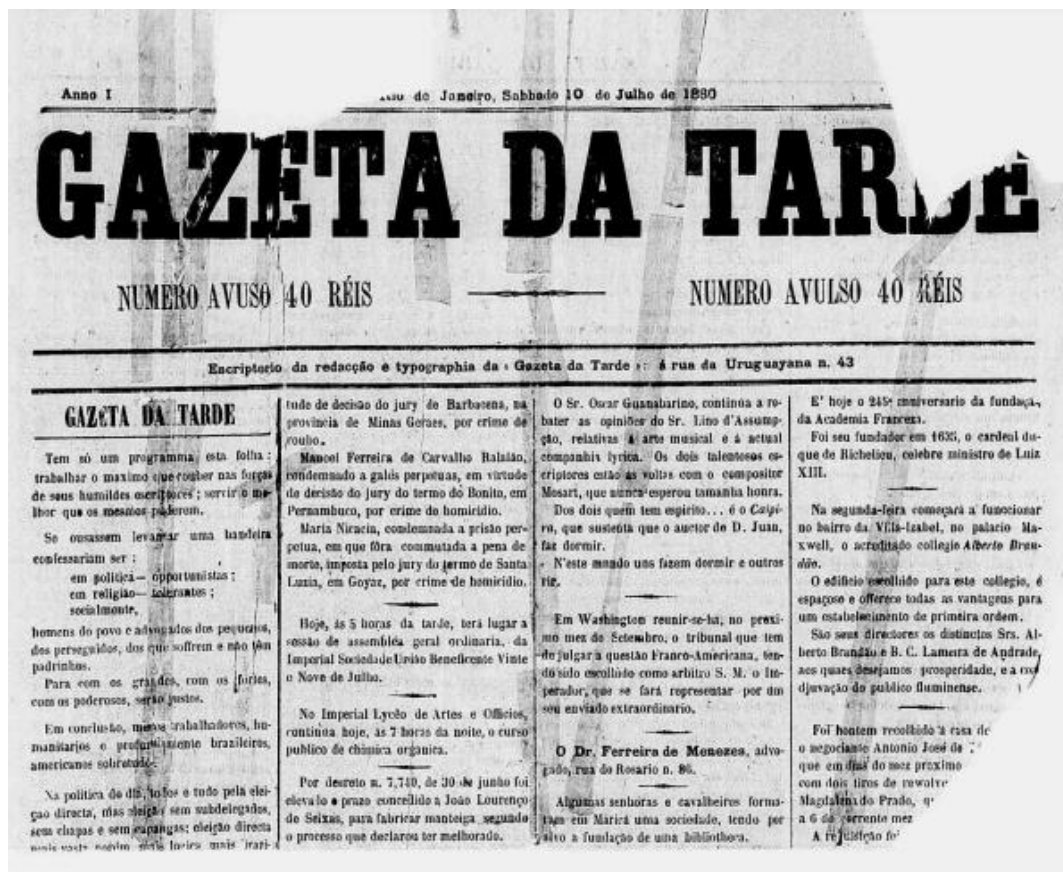 Anno I
de Janeiro, Sabbado 10 de Julho de 1880
GAZETA DA TARDE
NUMERO AVUSO 40 RÉIS
NUMERO AVULSO 40 RÉIS
Escriptorio da redacção e typographia da « Gazeta da Tarde » á rua da Uruguayana n. 43
GAZETA DA TARDE
Tem só um programma esta folha:
trabalhar o maximo que couber nas forças
de seus humildes escriptores; servir o me-
lhor que os mesmos puderem.
Se ousassem levantar uma bandeira
confessariam ser:
em politica— opportunistas;
em religião— tolerantes;
socialmente,
homens do povo e advogados dos pequenos,
dos perseguidos, dos que soffrem e não têm
padrinhos.
Para com os grandes, com os fortes,
com os poderosos, serão justos.
Em conclusão, meros trabalhadores, hu-
manitarios e profundamente brazileiros,
americanos sobretudo.
Na politica do dia, todos e tudo pela elei-
ção directa, mas eleição sem subdelegados,
sem chapas e sem capangas; eleição directa
mais vasta porém mais logica mais
tude de decisão do jury de Barbacena, na
provincia de Minas Geraes, por crime de
roubo.
Manoel Ferreira de Carvalho Balaião,
condemnado a galés perpetuas, em virtude
de decisão do jury do termo do Bonito, em
Pernambuco, por crime do homicidio.
Maria Niracia, condemnada a prisão per-
petua, em que fôra commutada a pena de
morte, imposta pelo jury do termo de Santa
Luzia, em Goyaz, por crime de homicidio.
Hoje, ás 5 horas da tarde, terá lugar a
sessão de assembléa geral ordinaria, da
Imperial Sociedade União Beneficente Vinte
e Nove de Julho.
No Imperial Lycêo de Artes e Officios,
continúa hoje, ás 7 horas da noite, o curso
publico de chimica organica.
Por decreto n. 7,740, de 30 de junho foi
elevado o prazo concedido a João Lourenço
de Seixas, para fabricar manteiga segundo
o processo que declarou ter melhorado.
O Sr. Oscar Guanabarino, continúa a re-
bater as opiniões do Sr. Lino d'Assump-
ção, relativas á arte musical e á actual
companhia lyrica. Os dois talentosos es-
criptores estão ás voltas com o compositor
Mosart, que nunca esperou tamanha honra.
Dos dois quem tem espirito... é o Caipi-
ra, que sustenta que o auctor de D. Juan,
faz dormir.
N'este mundo uns fazem dormir e outros
rir.
Em Washington reunir-se-ha, no proxi-
mo mez de Setembro, o tribunal que tem
de julgar a questão Franco-Americana, ten-
do sido escolhido como arbitro S. M. o Im-
perador, que se fará representar por um
seu enviado extraordinario.
O Dr. Ferreira de Menezes, advo-
gado, rua do Rosario n. 86.
Algumas senhoras e cavalheiros forma-
ram em Maricá uma sociedade, tendo por
alvo a fundação de uma bibliotheca.
E' hoje o 245º anniversario da fundaça
da Academia Franceza.
Foi seu fundador em 1635, o cardeal du-
que de Richelieu, celebre ministro de Luiz
XIII.
Na segunda-feira começará a funccionar
no bairro da Villa-Izabel, no palacio Ma-
xwell, o acreditado collegio Alberto Bran-
dão.
O edificio escolhido para este collegio, é
espaçoso e offerece todas as vantagens para
um estabelecimento de primeira ordem.
São seus directores os distinctos Srs. Al-
berto Brandão e B. C. Lameira de Andrade,
aos quaes desejamos prosperidade, e a coa
djuvação do publico fluminense.
Foi hontem recolhido á casa de
o negociante Antonio José de
que em dias do mez proximo
com dois tiros de rewolve
Magdalena do Prado,
a 6 do corrente mez
A requisição foi